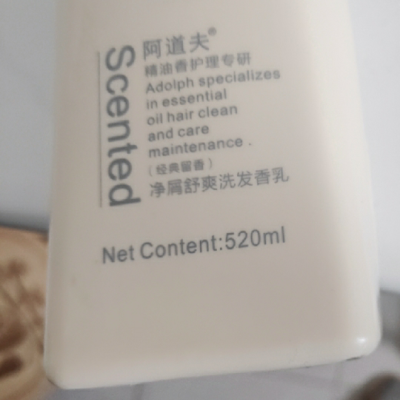 Scented
阿道夫®
精油香护理专研
Adolph specializes
in essential
oil hair clean
and care
maintenance .
(经典留香)
净屑舒爽洗发香乳
Net Content:520ml